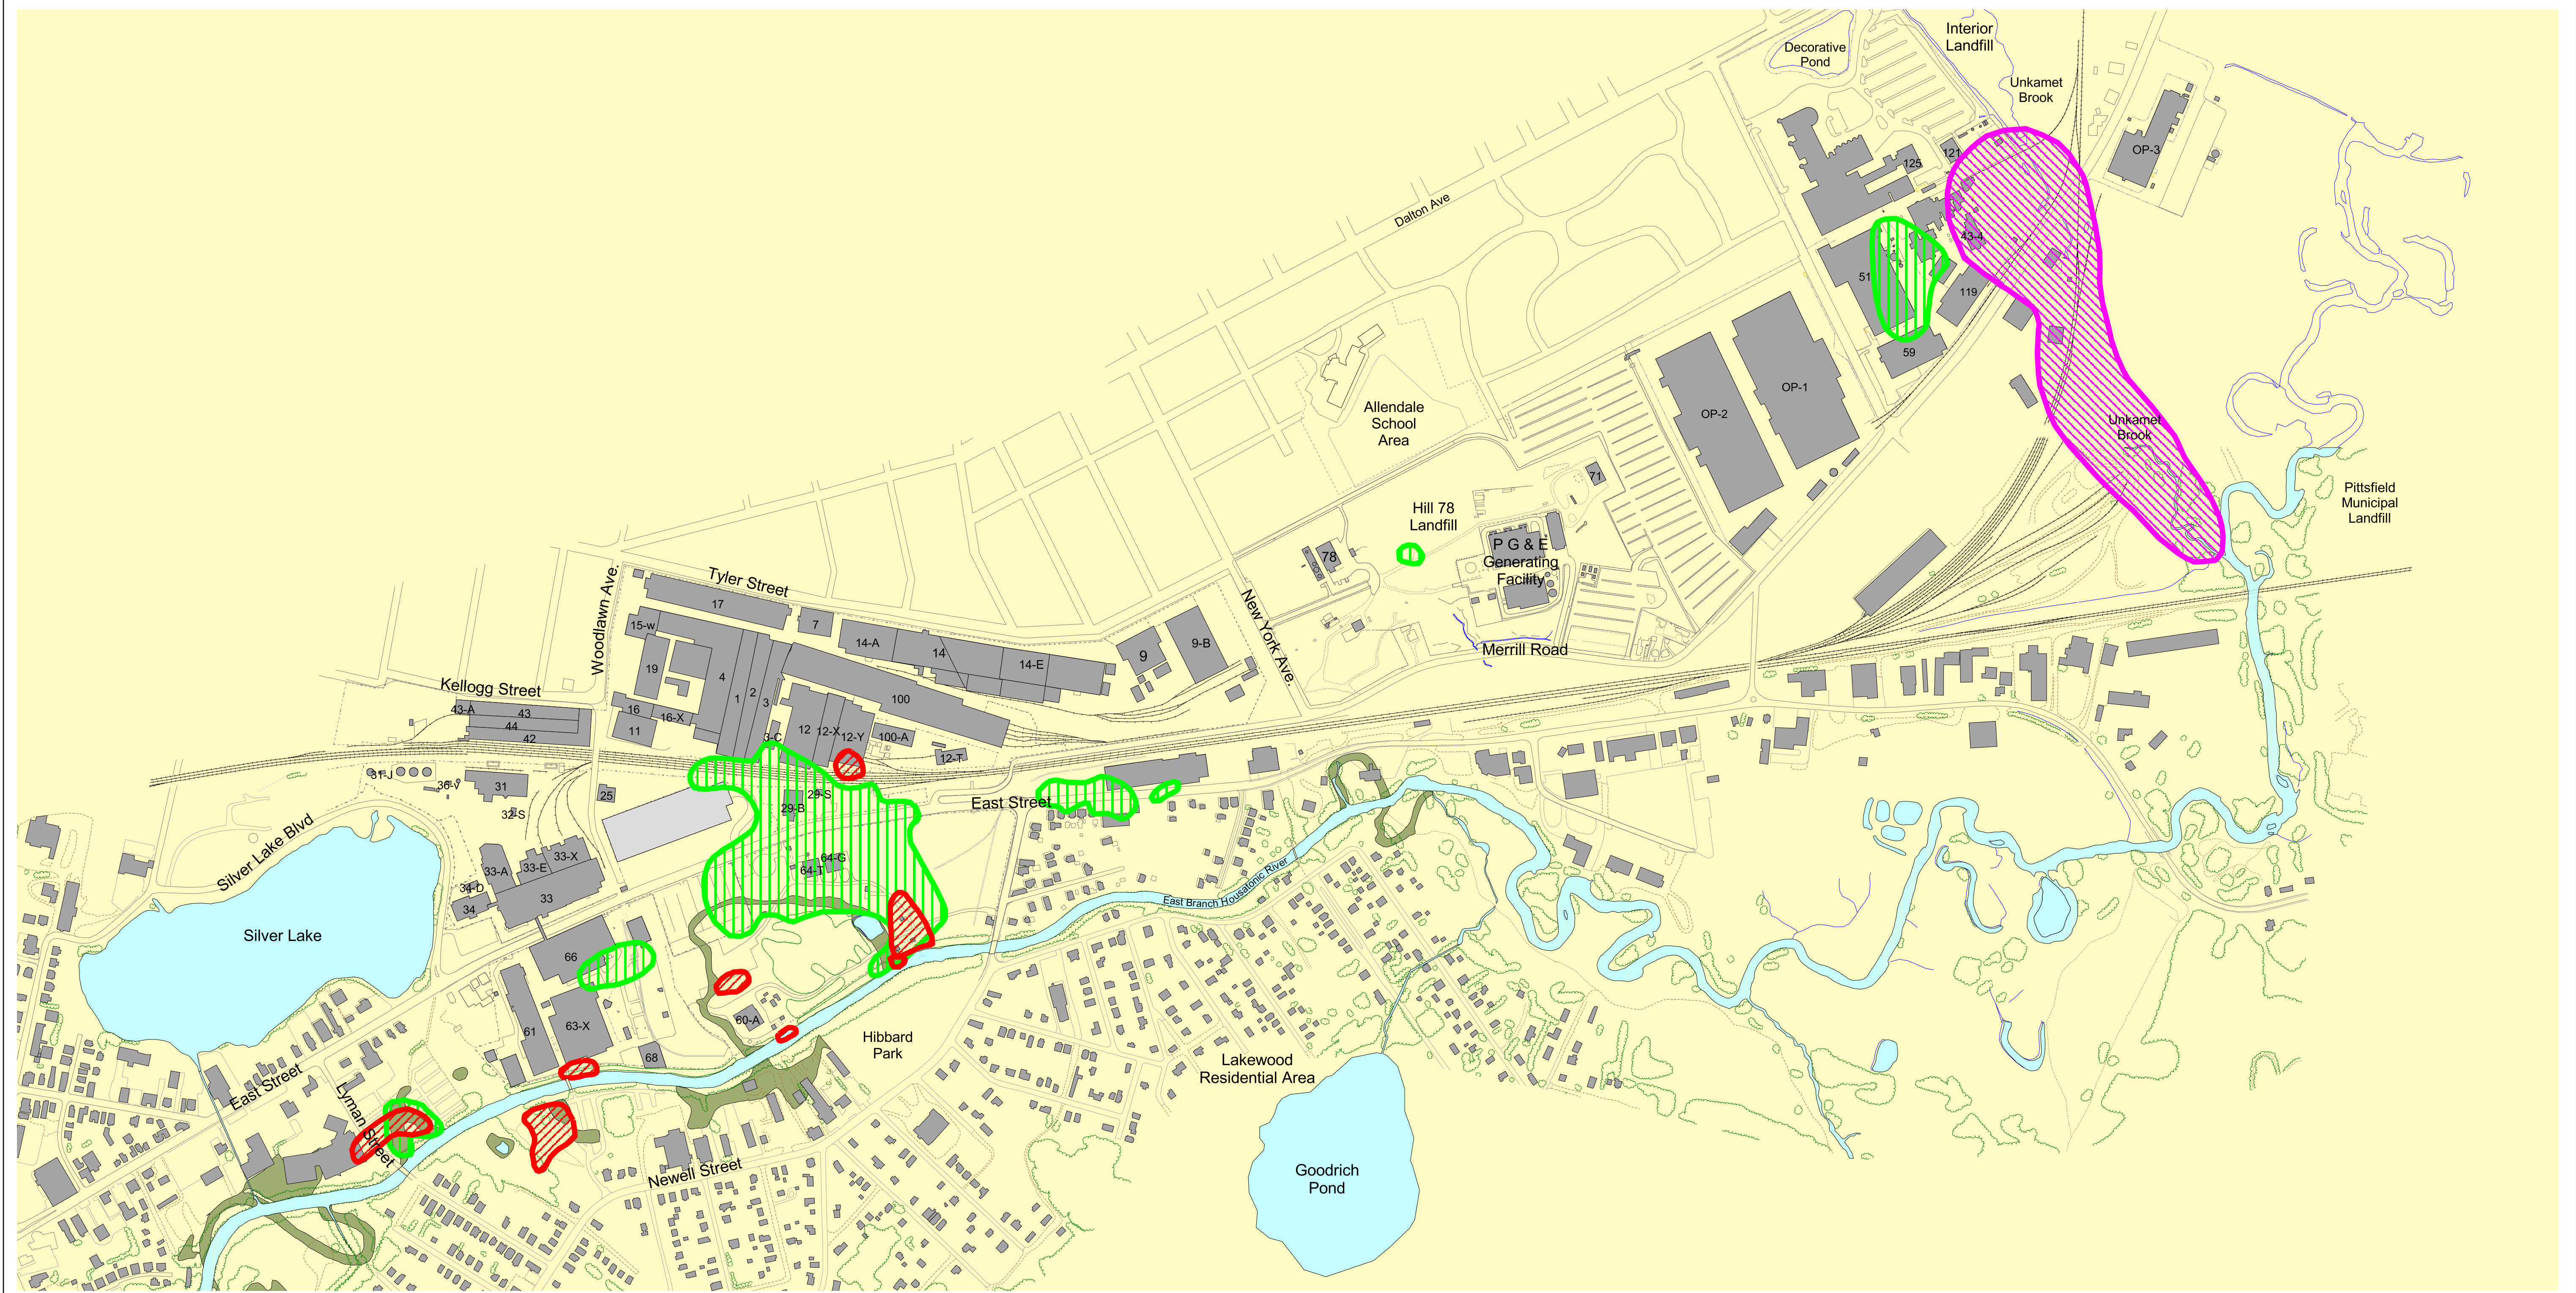 Interior
Landfill
Decorative
Pond
Unkamet
Brook
OP-3
121
125
Dalton Ave
43-4
51
119
59
OP-1
OP-2
Allendale
School
Area
Unkamet
Brook
71
Pittsfield
Municipal
Landfill
Hill 78
Landfill
78
P G & E
Generating
Facility
Tyler Street
Woodlawn Ave.
New York Ave.
17
7
15-w
14-A
14
14-E
9
9-B
Merrill Road
19
4
1
2
3
100
Kellogg Street
43-A
43
44
42
16
16-X
11
3-C
12
12-X
12-Y
100-A
12-T
31-J
36-V
31
32-S
25
29-S
29-B
East Street
Silver Lake Blvd
33-X
33-E
33-A
34-D
34
33
64-G
64-T
East Branch Housatonic River
Silver Lake
66
61
63-X
60-A
68
Hibbard
Park
Lakewood
Residential Area
East Street
Lyman Street
Newell Street
Goodrich
Pond